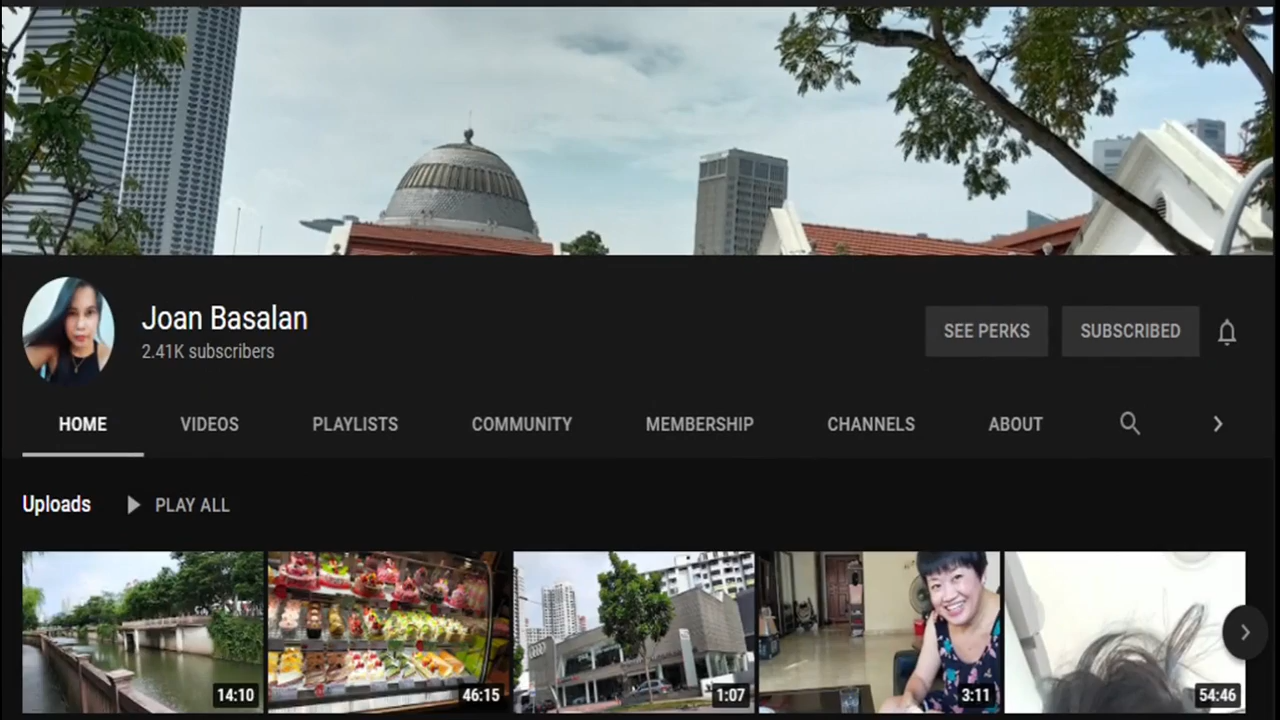 Joan Basalan
2.41K subscribers
SEE PERKS
SUBSCRIBED
HOME
VIDEOS
PLAYLISTS
COMMUNITY
MEMBERSHIP
CHANNELS
ABOUT
Uploads
PLAY ALL
14:10
46:15
1:07
3:11
54:46